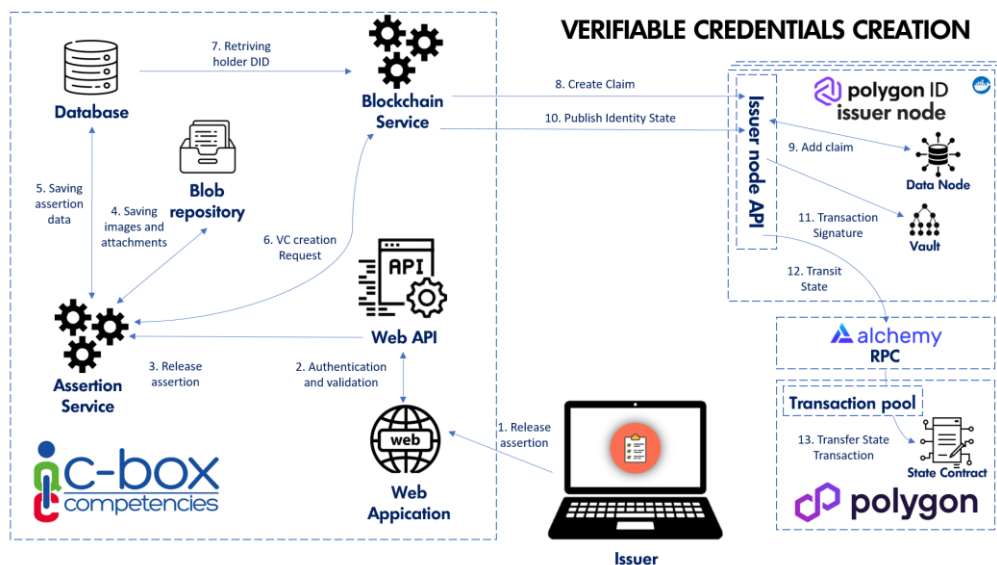 VERIFIABLE CREDENTIALS CREATION
7. Retriving
holder DID
Database
Blockchain
Service
8. Create Claim
10. Publish Identity State
Issuer node API
polygon ID
issuer node
9. Add claim
Data Node
Blob
repository
5. Saving
assertion
data
4. Saving
images and
attachments
6. VC creation
Request
11. Transaction
Signature
Vault
API
12. Transit
State
Web API
alchemy
RPC
3. Release
assertion
2. Authentication
and validation
Assertion
Service
Transaction pool
1. Release
assertion
web
13. Transfer State
Transaction
State Contract
c-box
competencies
Web
Appication
polygon
Issuer